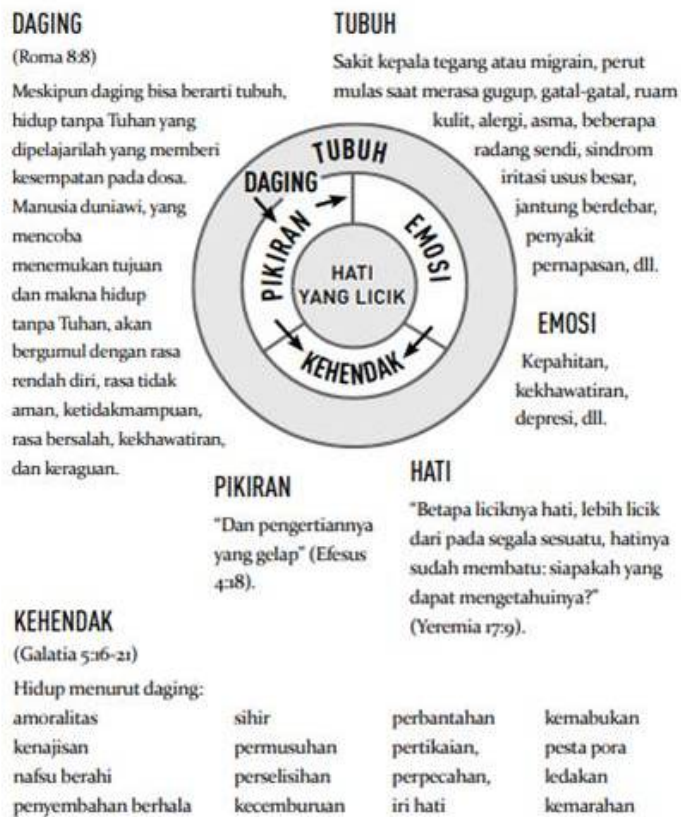 DAGING
(Roma 8:8)
Meskipun daging bisa berarti tubuh,
hidup tanpa Tuhan yang
dipelajarilah yang memberi
kesempatan pada dosa.
Manusia duniawi, yang
mencoba
menemukan tujuan
dan makna hidup
tanpa Tuhan, akan
bergumul dengan rasa
rendah diri, rasa tidak
aman, ketidakmampuan,
rasa bersalah, kekhawatiran,
dan keraguan.
TUBUH
Sakit kepala tegang atau migrain, perut
mulas saat merasa gugup, gatal-gatal, ruam
kulit, alergi, asma, beberapa
radang sendi, sindrom
iritasi usus besar,
jantung berdebar,
penyakit
pernapasan, dll.
TUBUH
DAGING
PIKIRAN
EMOSI
HATI
YANG LICIK
KEHENDAK
EMOSI
Kepahitan,
kekhawatiran,
depresi, dll.
PIKIRAN
"Dan pengertiannya
yang gelap" (Efesus
4:18).
HATI
"Betapa liciknya hati, lebih licik
dari pada segala sesuatu, hatinya
sudah membatu: siapakah yang
dapat mengetahuinya?"
(Yeremia 17:9).
KEHENDAK
(Galatia 5:16-21)
Hidup menurut daging:
amoralitas sihir perbantahan kemabukan
kenajisan permusuhan pertikaian, pesta pora
nafsu berahi perselisihan perpecahan, ledakan
penyembahan berhala kecemburuan iri hati kemarahan